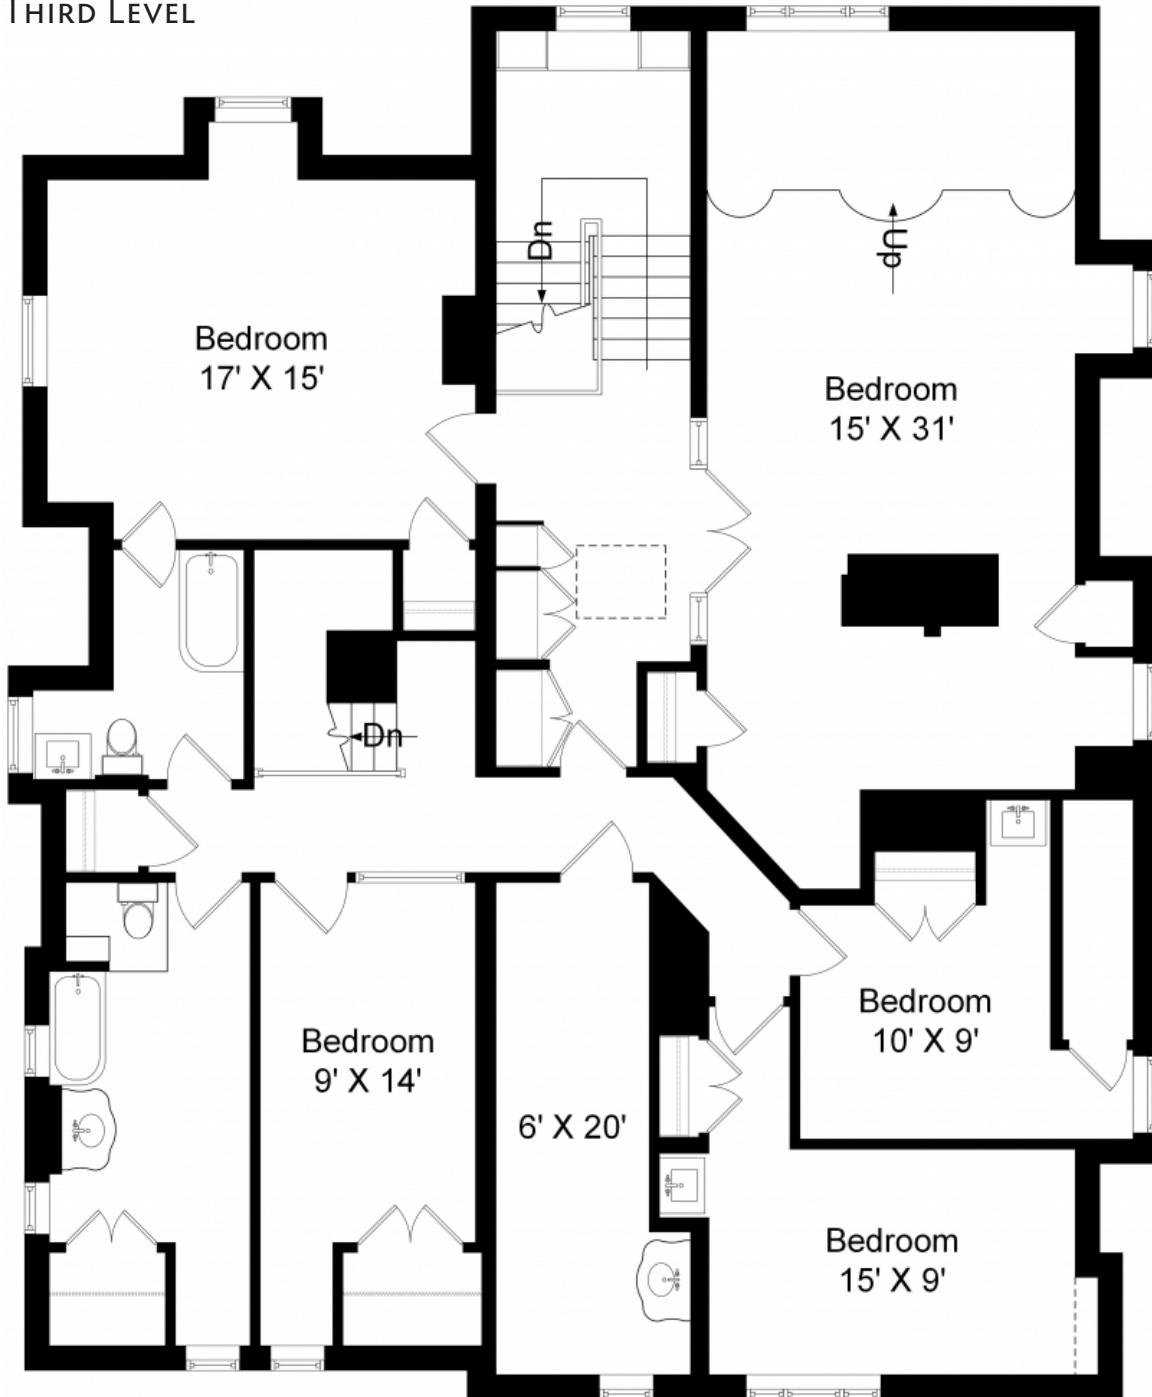 THIRD LEVEL
Dn
Up
Bedroom
17' X 15'
Bedroom
15' X 31'
Dn
Bedroom
10' X 9'
Bedroom
9' X 14'
6' X 20'
Bedroom
15' X 9'